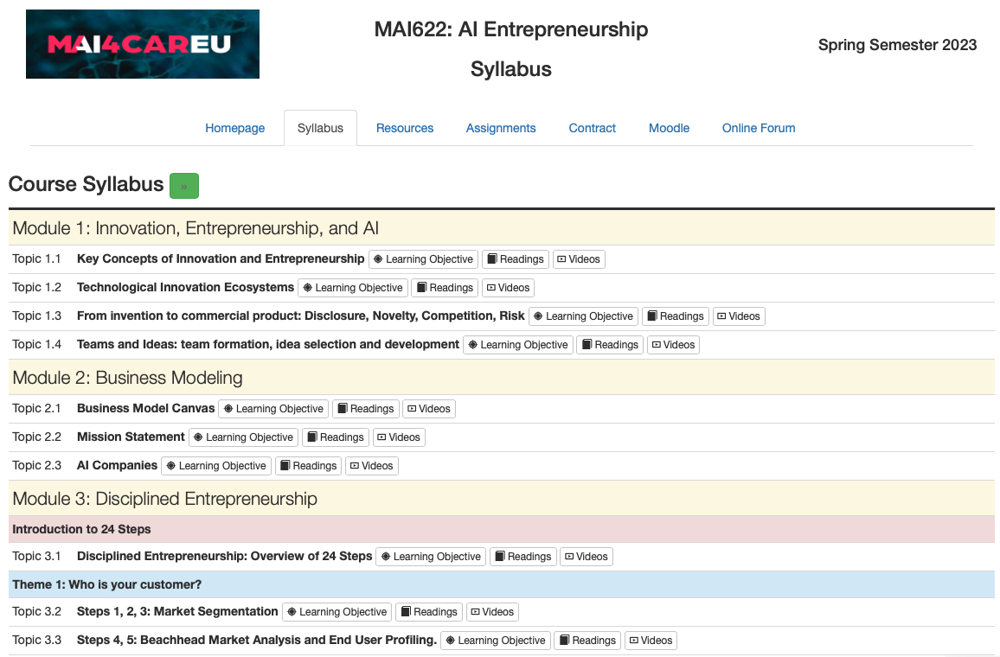 MAI4CAREU
MAI622: AI Entrepreneurship
Syllabus
Spring Semester 2023
Homepage Syllabus Resources Assignments Contract Moodle Online Forum
Course Syllabus »
Module 1: Innovation, Entrepreneurship, and AI
Topic 1.1 Key Concepts of Innovation and Entrepreneurship Learning Objective Readings Videos
Topic 1.2 Technological Innovation Ecosystems Learning Objective Readings Videos
Topic 1.3 From invention to commercial product: Disclosure, Novelty, Competition, Risk Learning Objective Readings Videos
Topic 1.4 Teams and Ideas: team formation, idea selection and development Learning Objective Readings Videos
Module 2: Business Modeling
Topic 2.1 Business Model Canvas Learning Objective Readings Videos
Topic 2.2 Mission Statement Learning Objective Readings Videos
Topic 2.3 AI Companies Learning Objective Readings Videos
Module 3: Disciplined Entrepreneurship
Introduction to 24 Steps
Topic 3.1 Disciplined Entrepreneurship: Overview of 24 Steps Learning Objective Readings Videos
Theme 1: Who is your customer?
Topic 3.2 Steps 1, 2, 3: Market Segmentation Learning Objective Readings Videos
Topic 3.3 Steps 4, 5: Beachhead Market Analysis and End User Profiling. Learning Objective Readings Videos